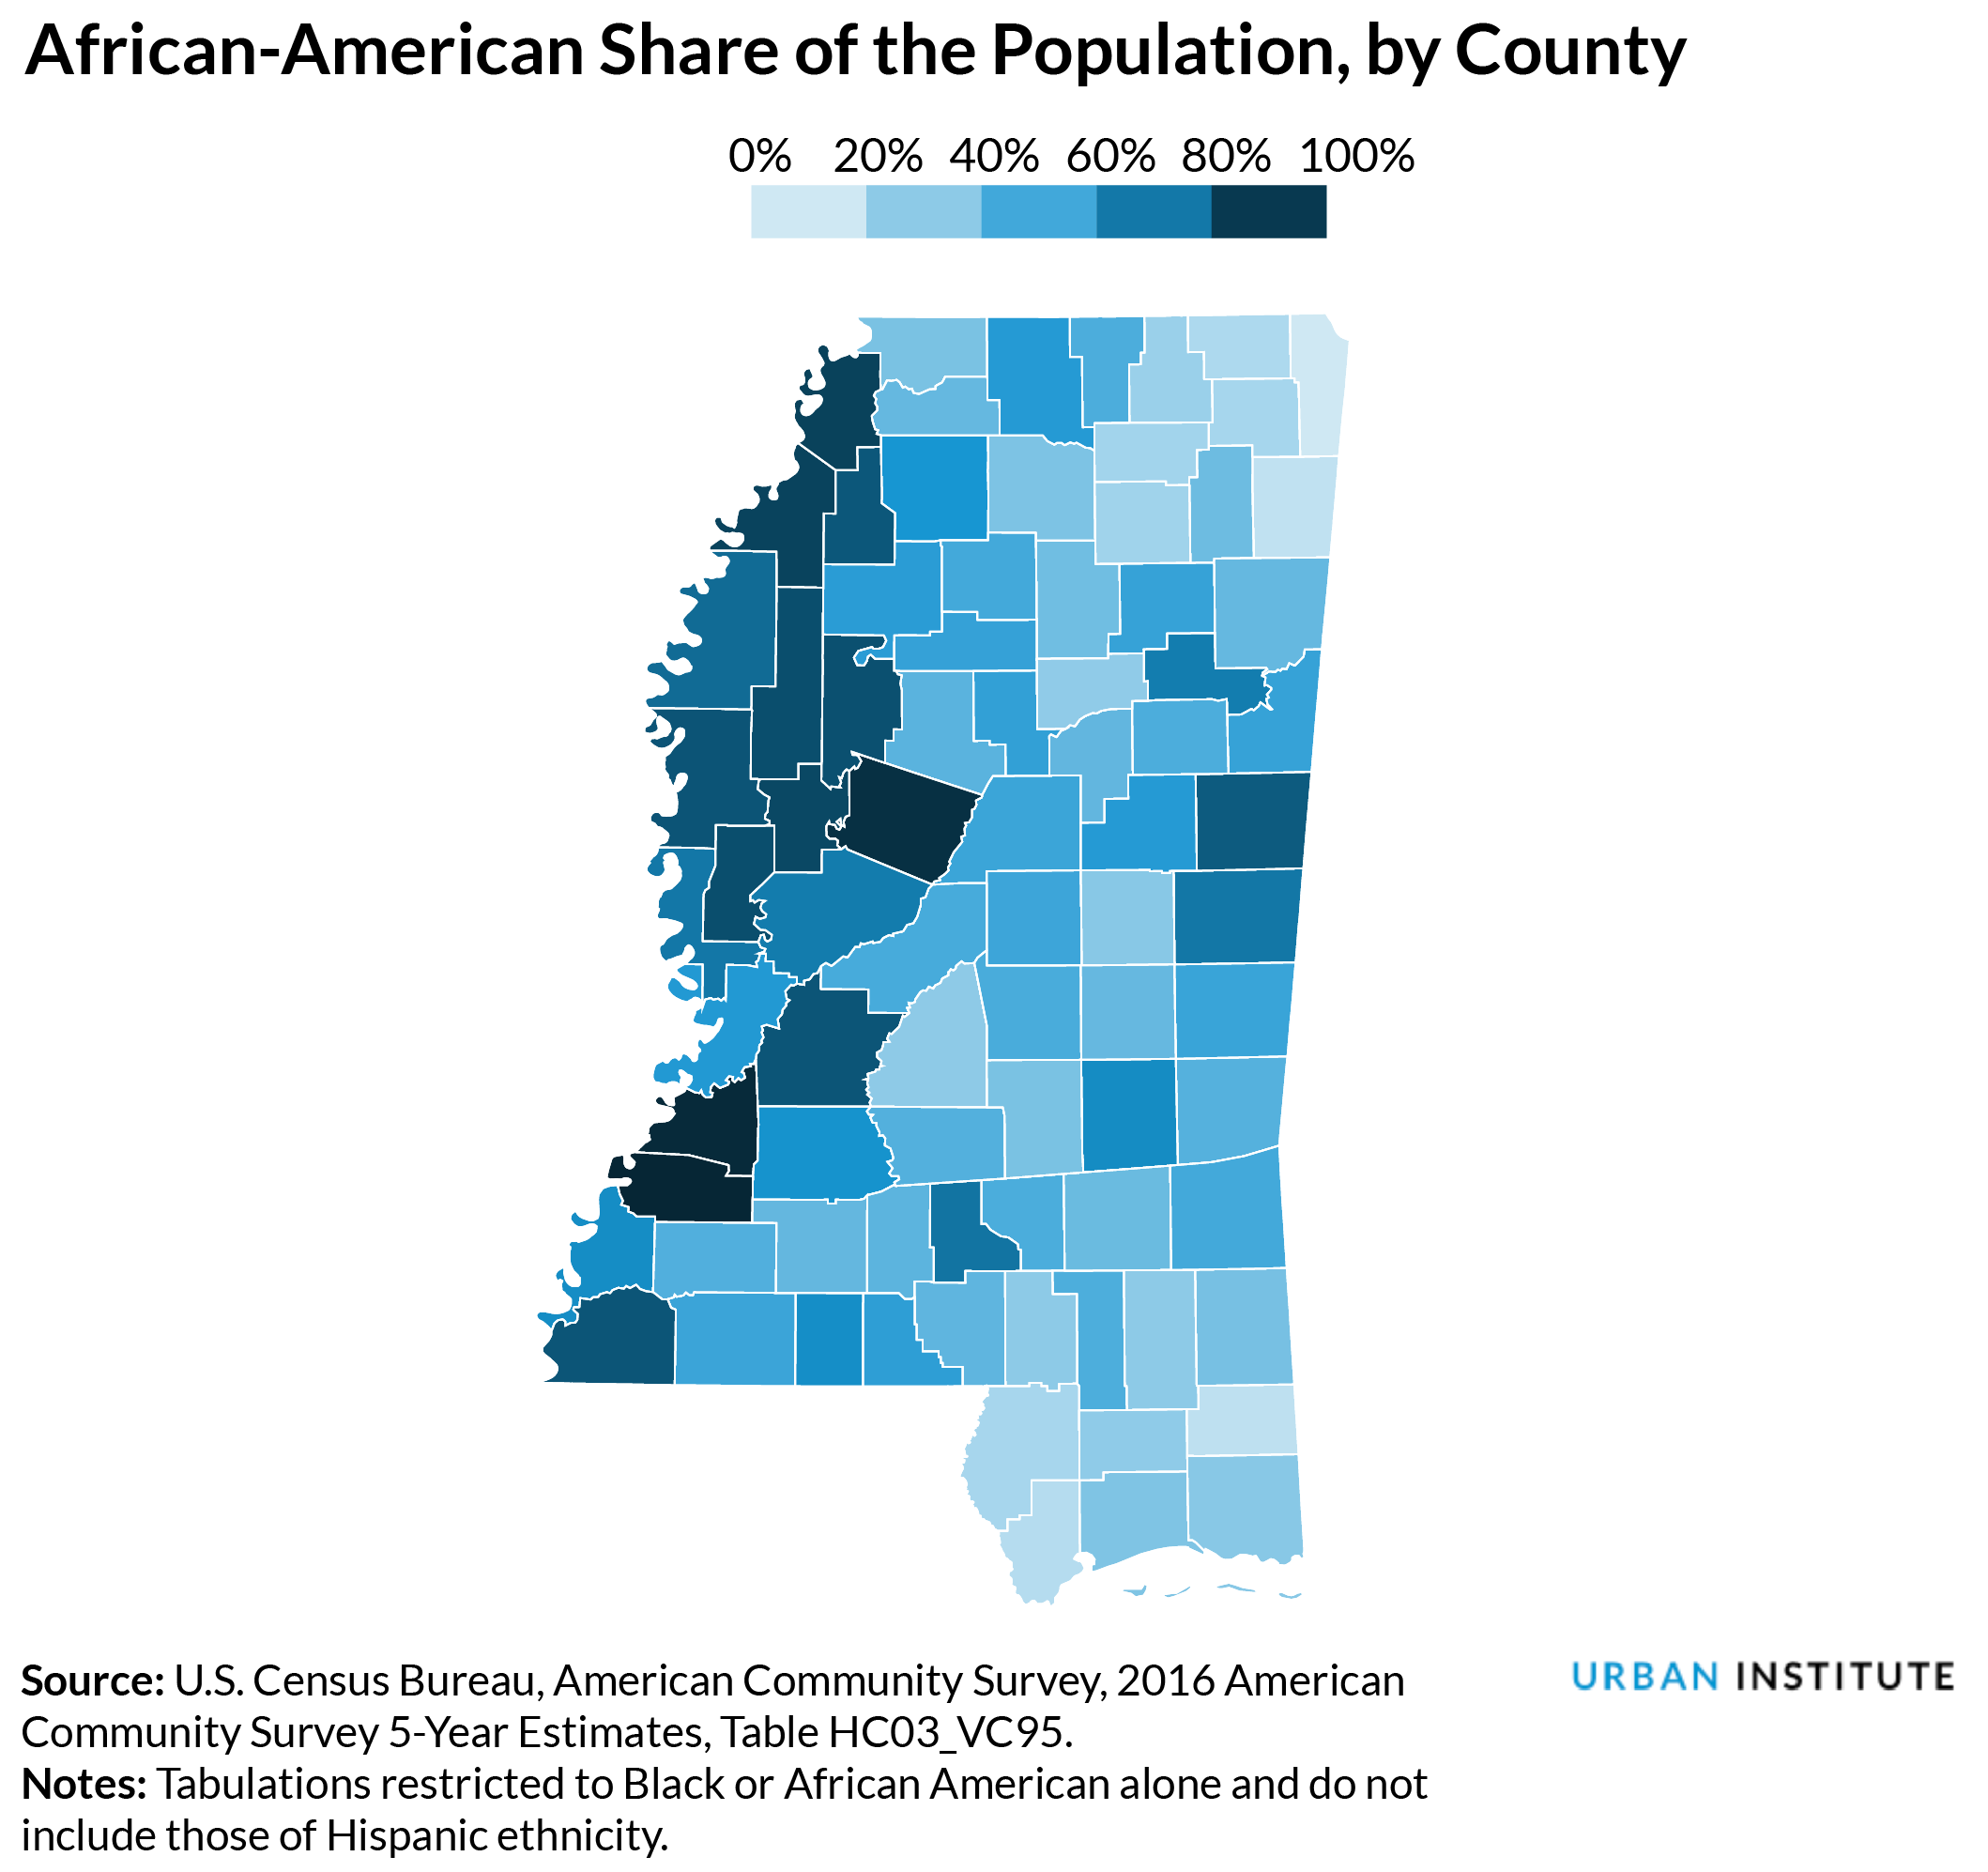 African-American Share of the Population, by County
0% 20% 40% 60% 80% 100%
Source: U.S. Census Bureau, American Community Survey, 2016 American
Community Survey 5-Year Estimates, Table HC03_VC95.
Notes: Tabulations restricted to Black or African American alone and do not
include those of Hispanic ethnicity.
URBAN INSTITUTE